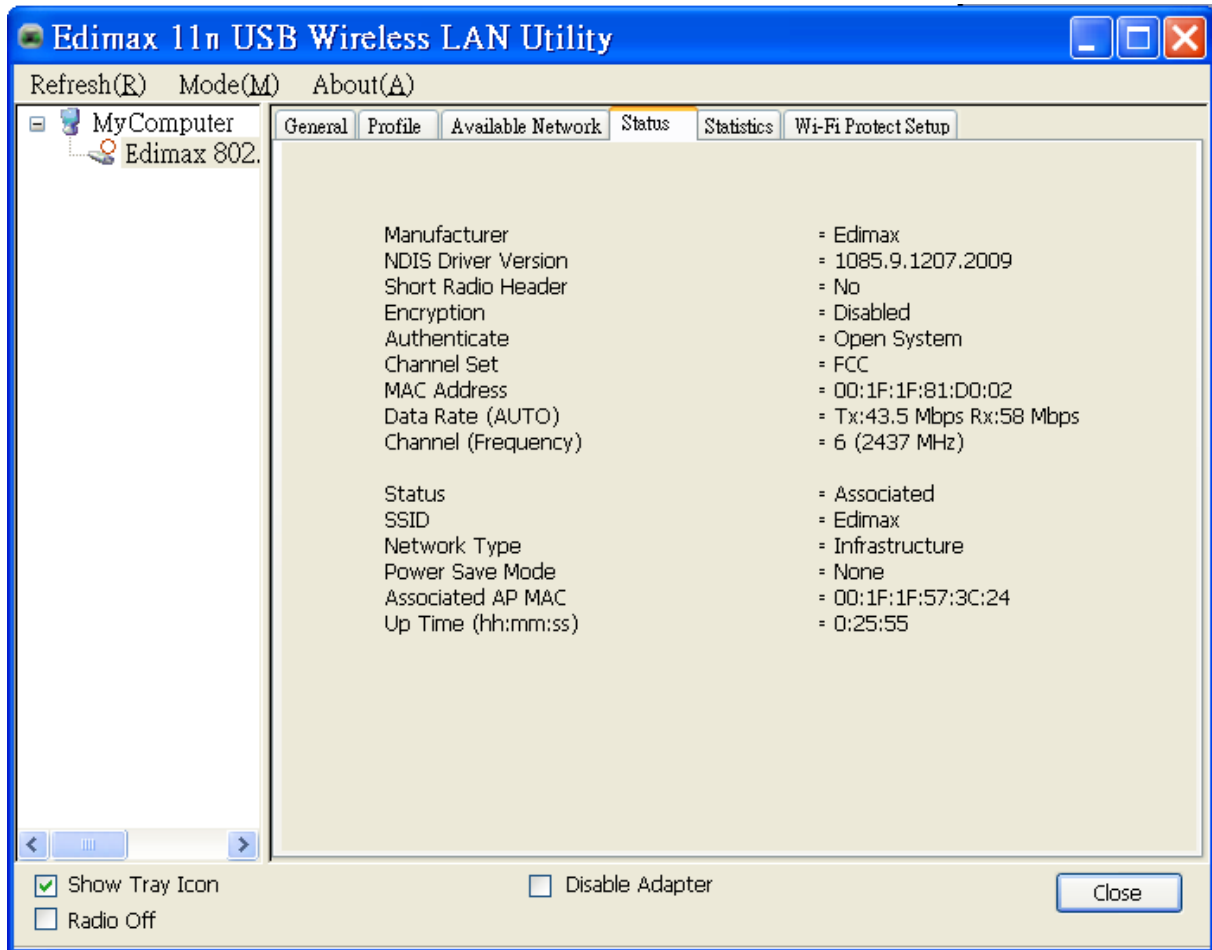 Edimax 11n USB Wireless LAN Utility
Refresh(R) Mode(M) About(A)
MyComputer
Edimax 802.
General Profile Available Network Status Statistics Wi-Fi Protect Setup
Manufacturer = Edimax
NDIS Driver Version = 1085.9.1207.2009
Short Radio Header = No
Encryption = Disabled
Authenticate = Open System
Channel Set = FCC
MAC Address = 00:1F:1F:81:D0:02
Data Rate (AUTO) = Tx:43.5 Mbps Rx:58 Mbps
Channel (Frequency) = 6 (2437 MHz)
Status = Associated
SSID = Edimax
Network Type = Infrastructure
Power Save Mode = None
Associated AP MAC = 00:1F:1F:57:3C:24
Up Time (hh:mm:ss) = 0:25:55
Show Tray Icon Disable Adapter
Radio Off
Close